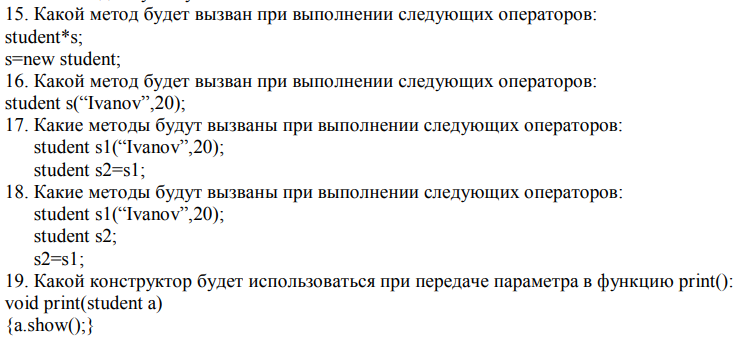 15. Какой метод будет вызван при выполнении следующих операторов:
student*s;
s=new student;
16. Какой метод будет вызван при выполнении следующих операторов:
student s(“Ivanov”,20);
17. Какие методы будут вызваны при выполнении следующих операторов:
student s1(“Ivanov”,20);
student s2=s1;
18. Какие методы будут вызваны при выполнении следующих операторов:
student s1(“Ivanov”,20);
student s2;
s2=s1;
19. Какой конструктор будет использоваться при передаче параметра в функцию print():
void print(student a)
{a.show();}